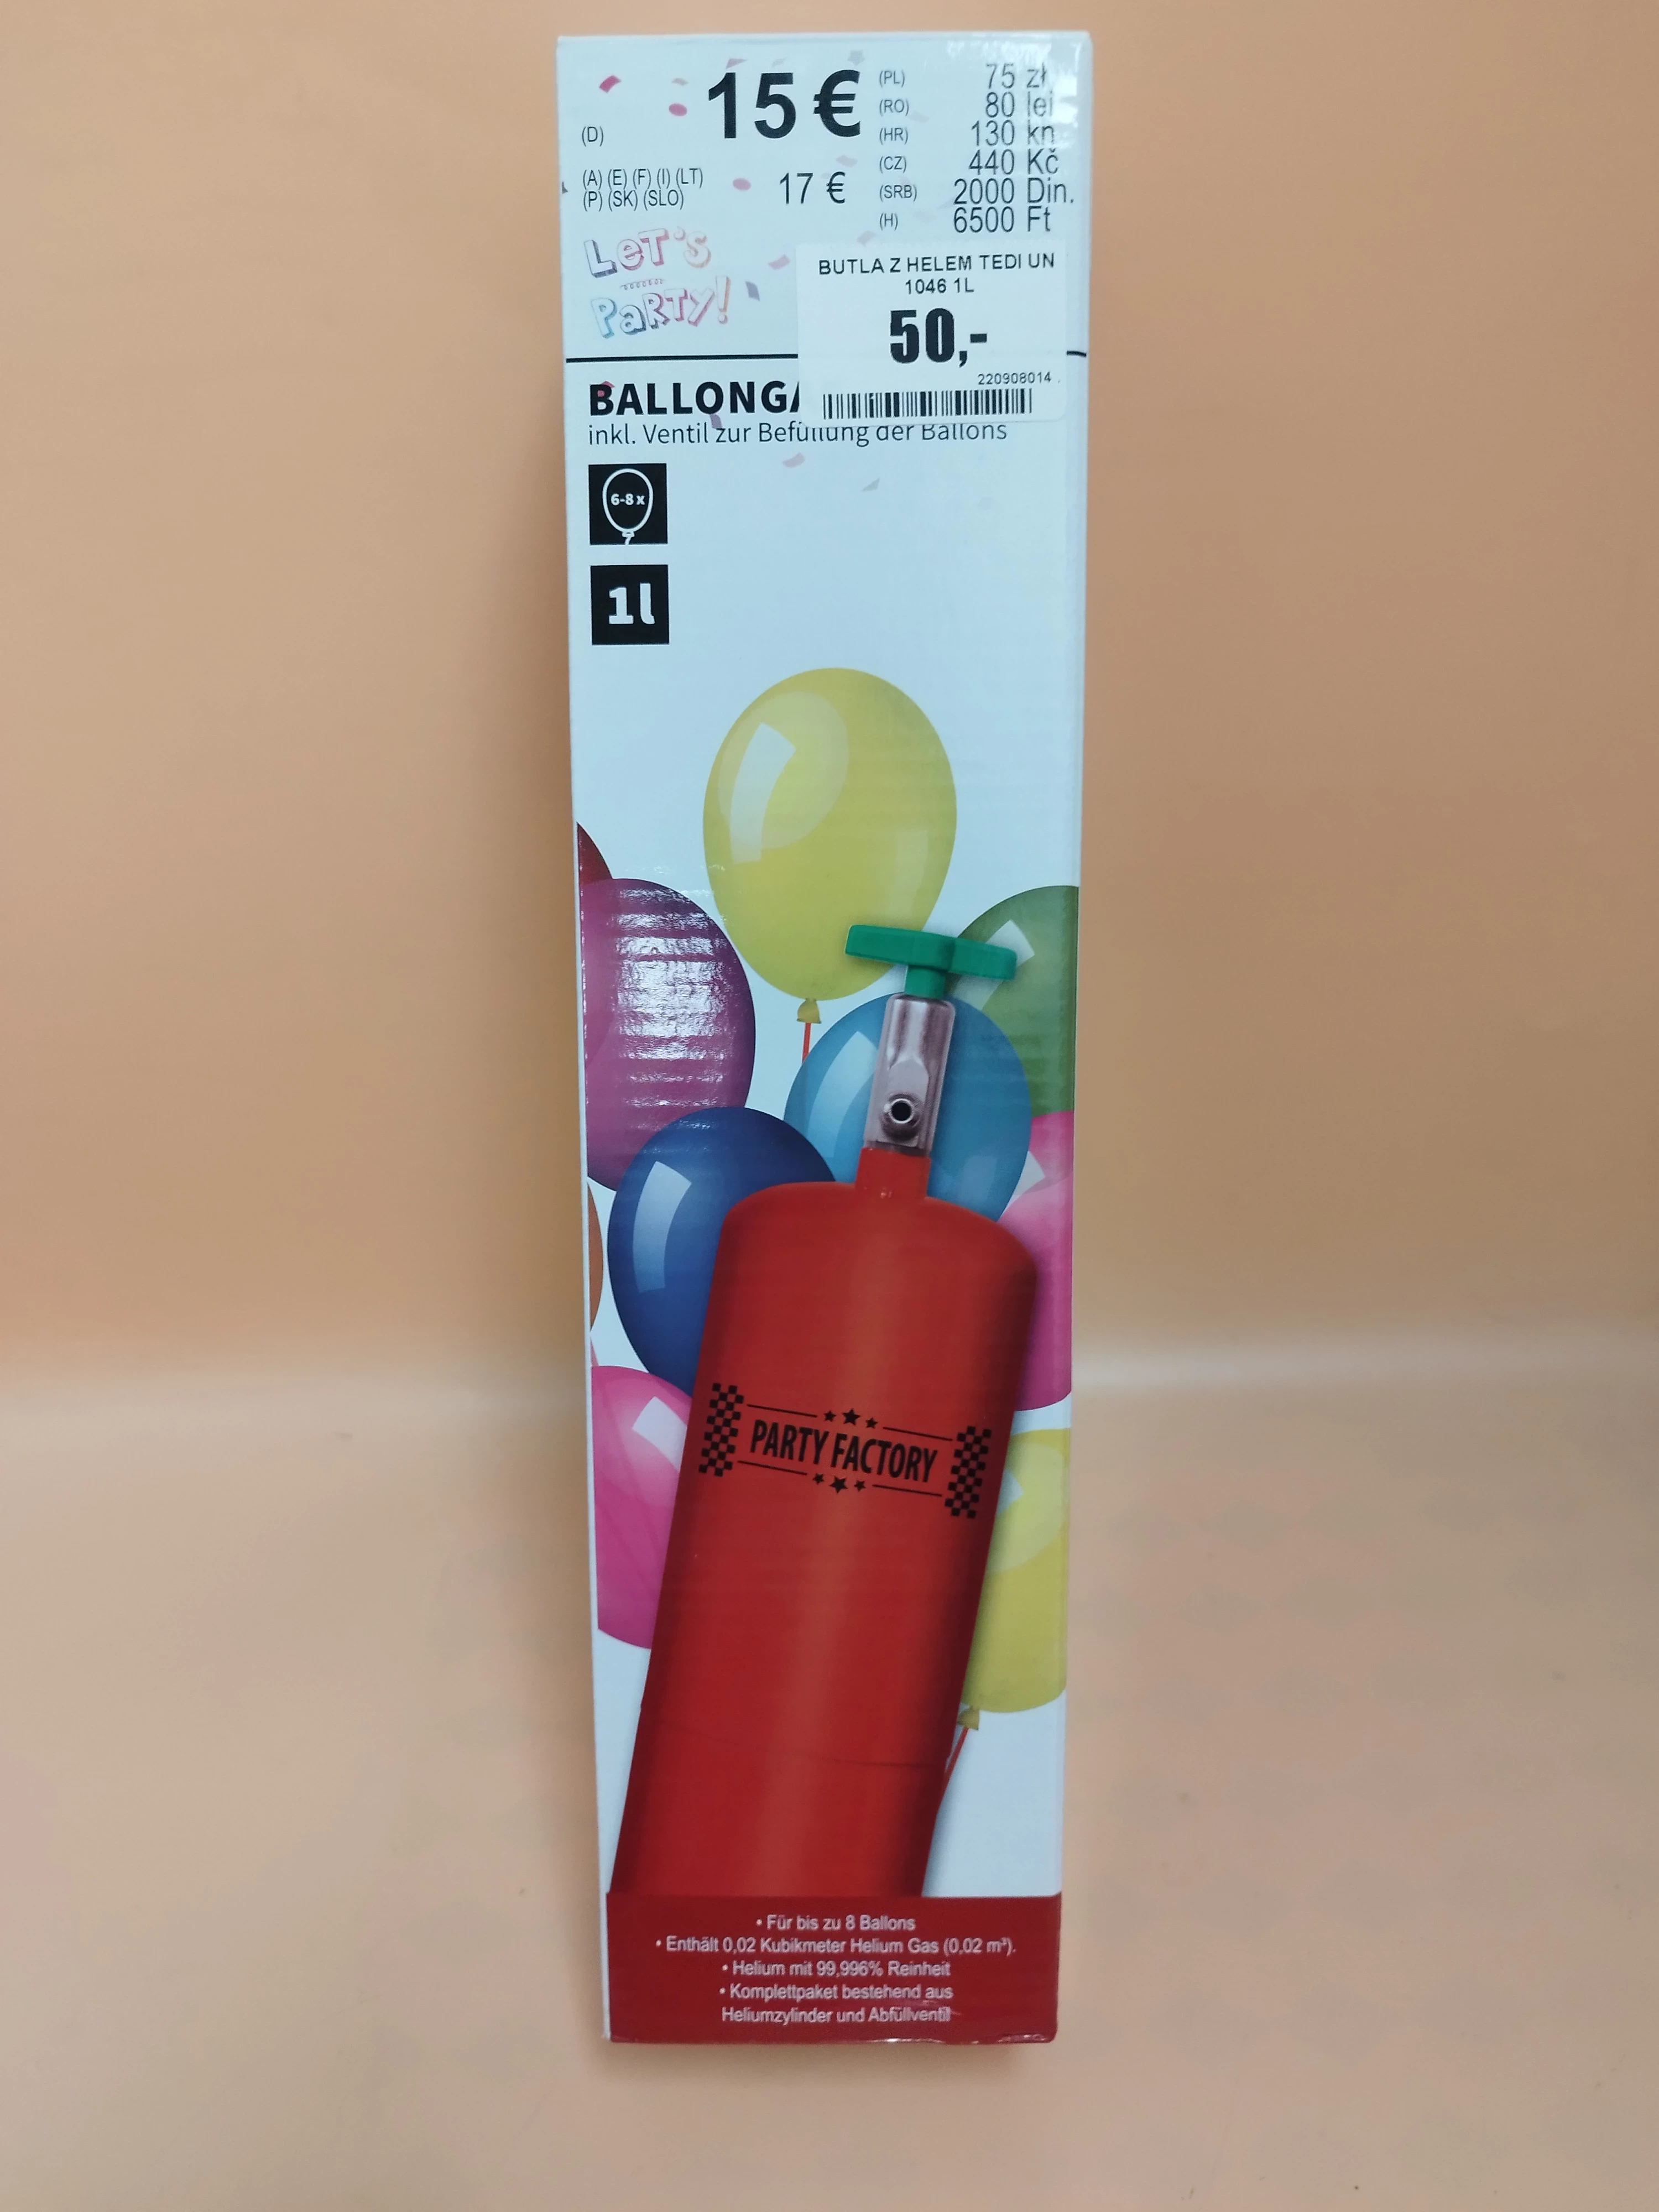 (D) 15 €
(A) (E) (F) (I) (LT)
(P) (SK) (SLO) 17 €
(PL) 75 zł
(RO) 80 lei
(HR) 130 kn
(CZ) 440 Kč
(SRB) 2000 Din.
(H) 6500 Ft
LET'S
PARTY!
BUTLA Z HELEM TEDI UN
1046 1L
50,-
220908014
BALLONGA
inkl. Ventil zur Befüllung der Ballons
6-8 x
1l
PARTY FACTORY
• Für bis zu 8 Ballons
• Enthält 0,02 Kubikmeter Helium Gas (0,02 m³).
• Helium mit 99,996% Reinheit
• Komplettpaket bestehend aus
Heliumzylinder und Abfüllventil